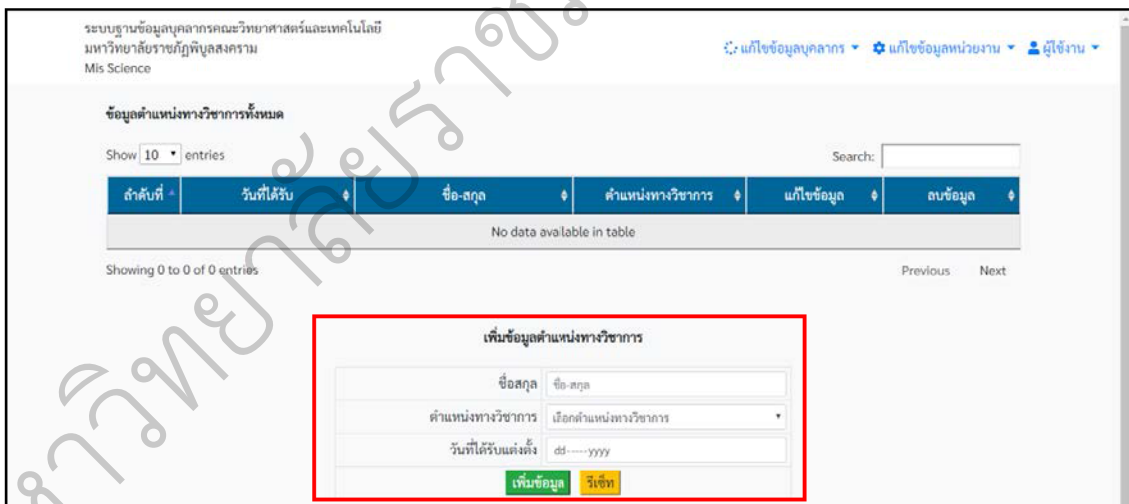 ระบบฐานข้อมูลบุคลากรคณะวิทยาศาสตร์และเทคโนโลยี
มหาวิทยาลัยราชภัฏพิบูลสงคราม
Mis Science
แก้ไขข้อมูลบุคลากร แก้ไขข้อมูลหน่วยงาน ผู้ใช้งาน
ข้อมูลตำแหน่งทางวิชาการทั้งหมด
Show 10 entries Search:
ลำดับที่ วันที่ได้รับ ชื่อ-สกุล ตำแหน่งทางวิชาการ แก้ไขข้อมูล ลบข้อมูล
No data available in table
Showing 0 to 0 of 0 entries Previous Next
เพิ่มข้อมูลตำแหน่งทางวิชาการ
ชื่อสกุล ชื่อ-สกุล
ตำแหน่งทางวิชาการ เลือกตำแหน่งทางวิชาการ
วันที่ได้รับแต่งตั้ง dd-----yyyy
เพิ่มข้อมูล รีเซ็ท